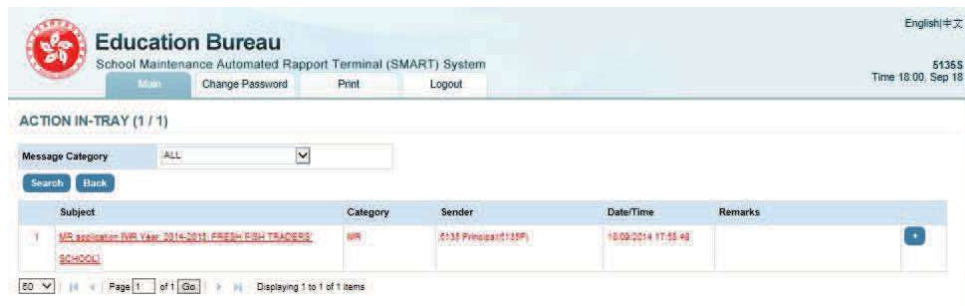 English|中文
Education Bureau
School Maintenance Automated Rapport Terminal (SMART) System
5135S
Time 18:00, Sep 18
Main Change Password Print Logout
ACTION IN-TRAY (1 / 1)
Message Category ALL
Search Back
Subject Category Sender Date/Time Remarks
1 MR application (MR Year: 2014-2015; FRESH FISH TRADERS' MR 5135 Principal(5135P) 18/09/2014 17:55:48 +
SCHOOL)
50 Page 1 of 1 Go Displaying 1 to 1 of 1 items